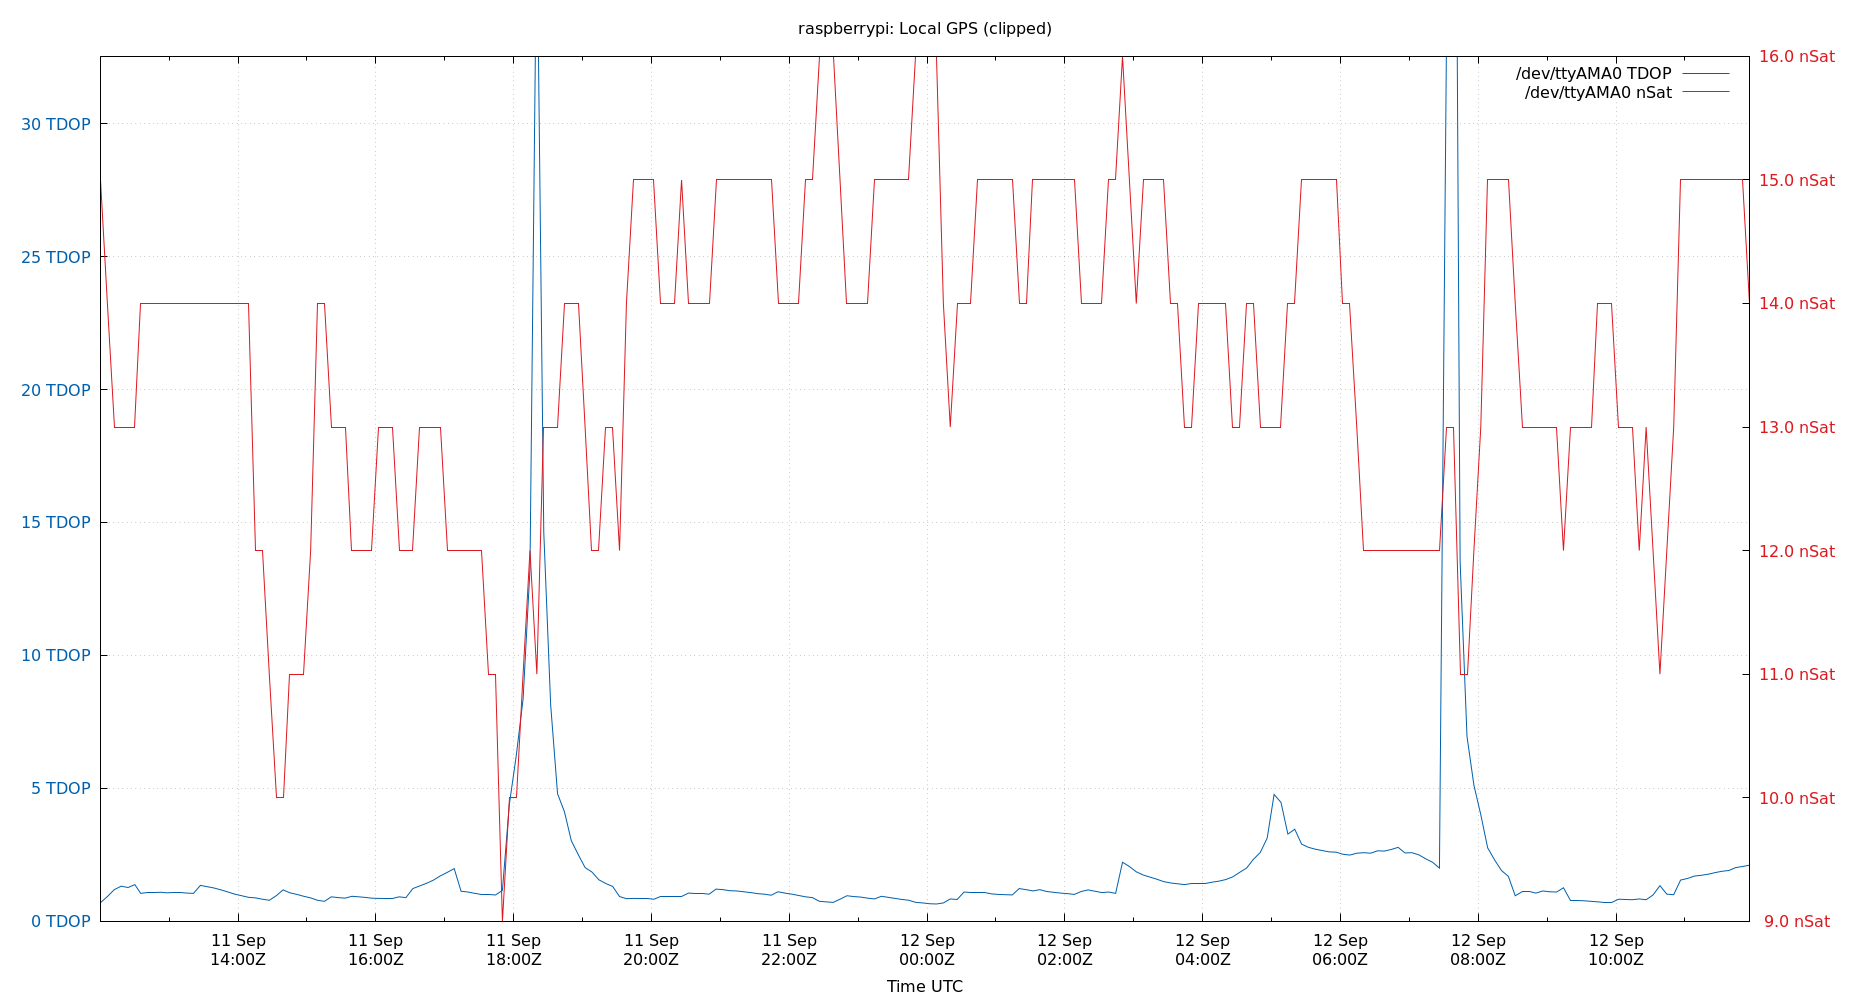 raspberrypi: Local GPS (clipped)
/dev/ttyAMA0 TDOP
/dev/ttyAMA0 nSat
30 TDOP
25 TDOP
20 TDOP
15 TDOP
10 TDOP
5 TDOP
0 TDOP
16.0 nSat
15.0 nSat
14.0 nSat
13.0 nSat
12.0 nSat
11.0 nSat
10.0 nSat
9.0 nSat
11 Sep
14:00Z
11 Sep
16:00Z
11 Sep
18:00Z
11 Sep
20:00Z
11 Sep
22:00Z
12 Sep
00:00Z
12 Sep
02:00Z
12 Sep
04:00Z
12 Sep
06:00Z
12 Sep
08:00Z
12 Sep
10:00Z
Time UTC